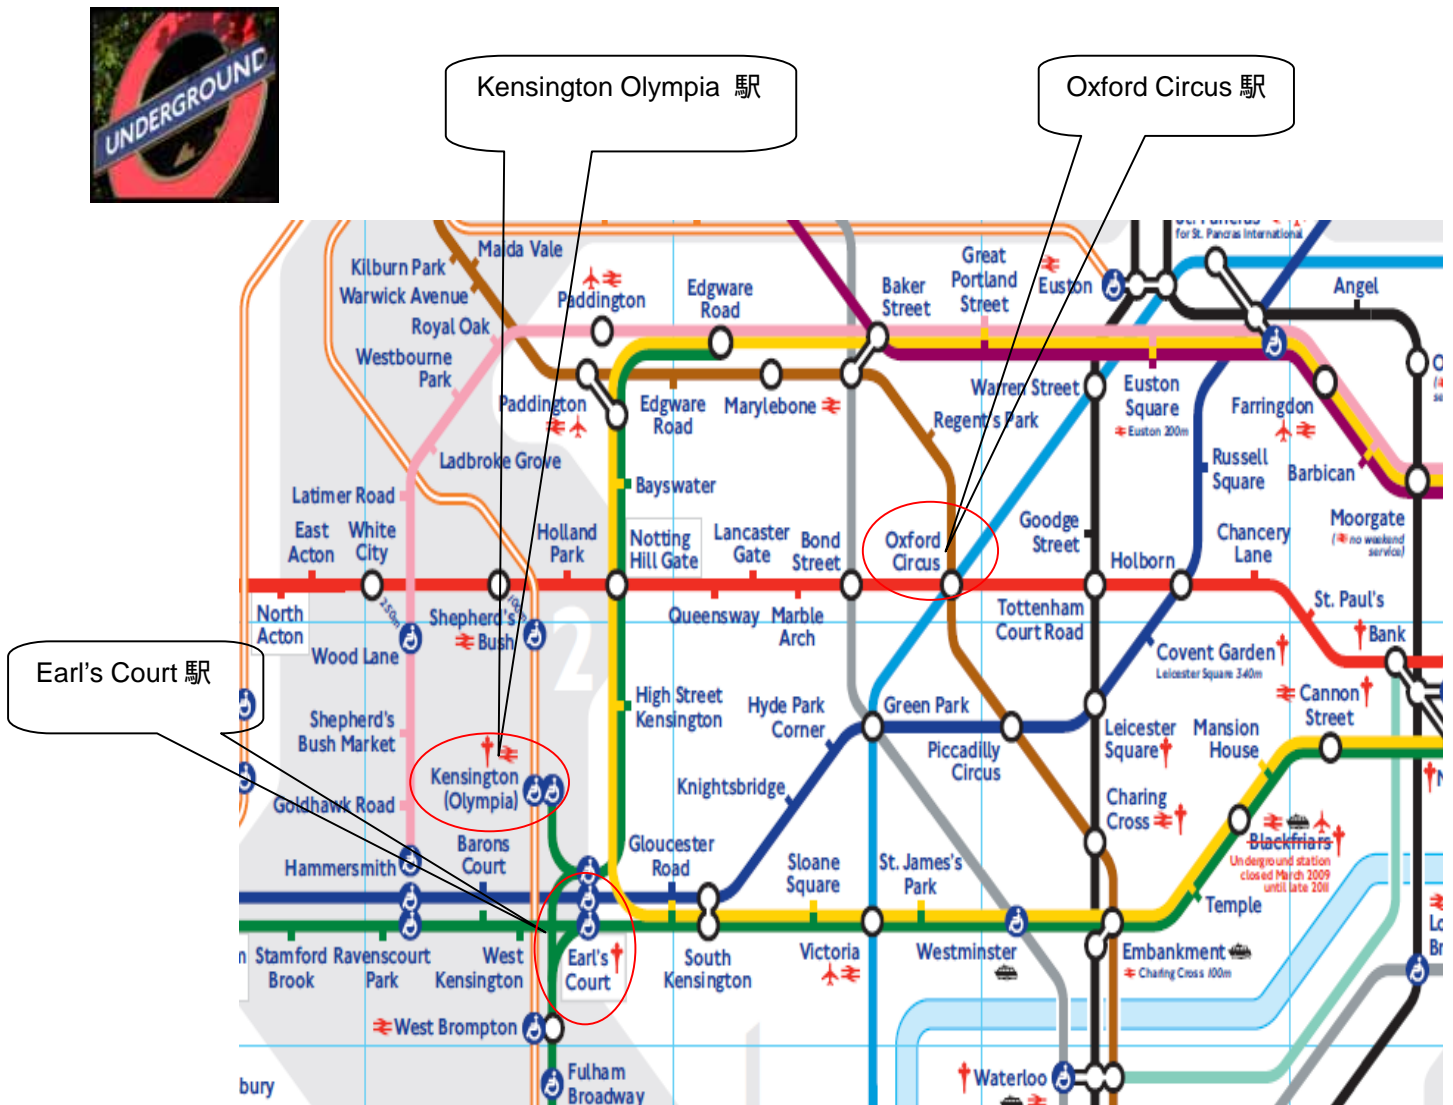 UNDERGROUND
Kensington Olympia 駅
Oxford Circus 駅
Earl's Court 駅
for St. Pancras International
Maida Vale
Kilburn Park
Warwick Avenue
Royal Oak
Westbourne
Park
Paddington
Edgware
Road
Baker
Street
Great
Portland
Street
Euston
Angel
Paddington
Edgware
Road
Marylebone
Warren Street
Regent's Park
Euston
Square
Euston 200m
Farringdon
Russell
Square
Barbican
Ladbroke Grove
Latimer Road
Bayswater
East
Acton
White
City
Holland
Park
Notting
Hill Gate
Lancaster
Gate
Bond
Street
Oxford
Circus
Goodge
Street
Holborn
Chancery
Lane
Moorgate
(no weekend
service)
North
Acton
250m
Shepherd's
Bush
100m
Wood Lane
2
Queensway
Marble
Arch
Tottenham
Court Road
St. Paul's
Bank
Covent Garden
Leicester Square 340m
Cannon
Street
Shepherd's
Bush Market
High Street
Kensington
Hyde Park
Corner
Green Park
Piccadilly
Circus
Leicester
Square
Mansion
House
Kensington
(Olympia)
Goldhawk Road
Knightsbridge
Charing
Cross
Blackfriars
Underground station
closed March 2009
until late 2011
Hammersmith
Barons
Court
Gloucester
Road
Sloane
Square
St. James's
Park
Temple
Stamford
Brook
Ravenscourt
Park
West
Kensington
Earl's
Court
South
Kensington
Victoria
Westminster
Embankment
Charing Cross 100m
West Brompton
Fulham
Broadway
Waterloo
bury